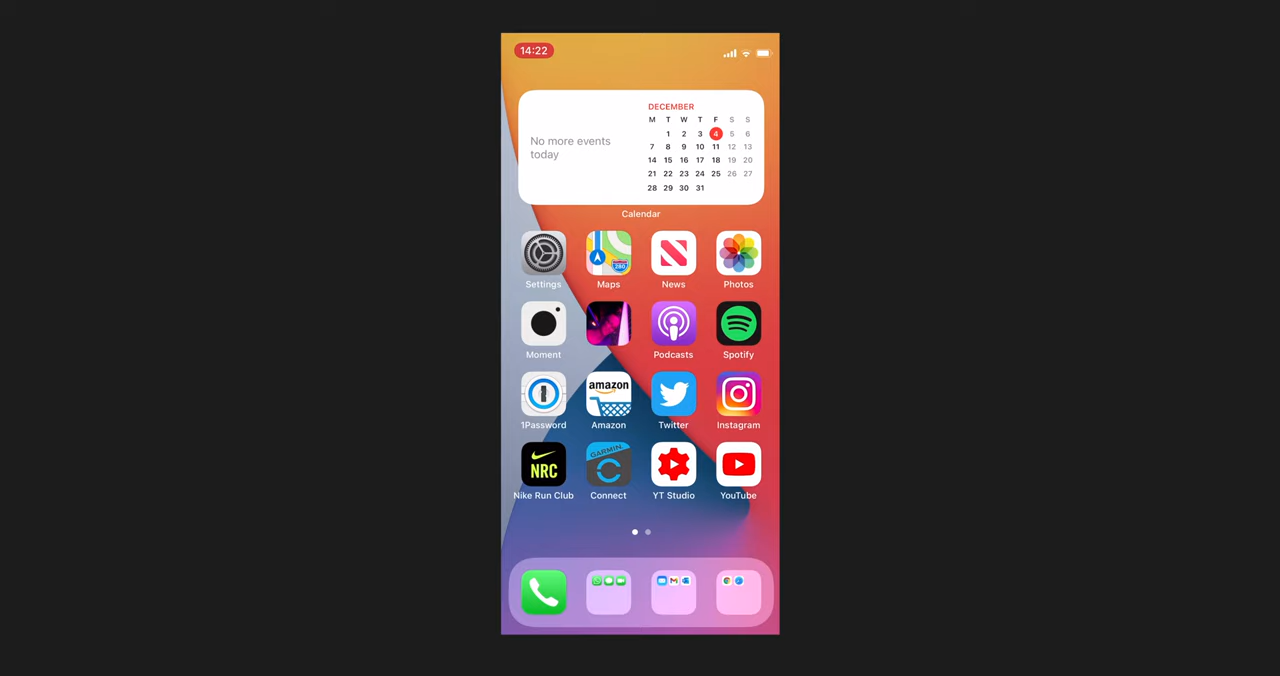 14:22
No more events
today
DECEMBER
M T W T F S S
1 2 3 4 5 6
7 8 9 10 11 12 13
14 15 16 17 18 19 20
21 22 23 24 25 26 27
28 29 30 31
Calendar
280
Settings Maps News Photos
Moment Podcasts Spotify
amazon
1Password Amazon Twitter Instagram
NRC GARMIN
Nike Run Club Connect YT Studio YouTube